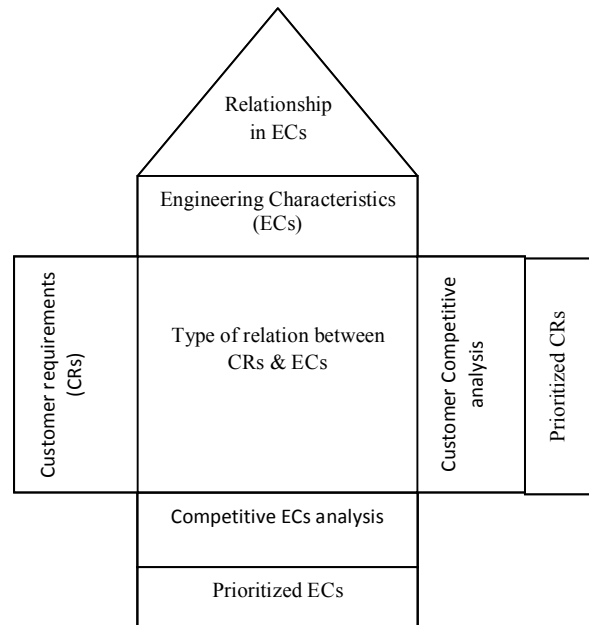 Relationship
in ECs
Engineering Characteristics
(ECs)
Customer requirements
(CRs)
Type of relation between
CRs & ECs
Customer Competitive
analysis
Prioritized CRs
Competitive ECs analysis
Prioritized ECs